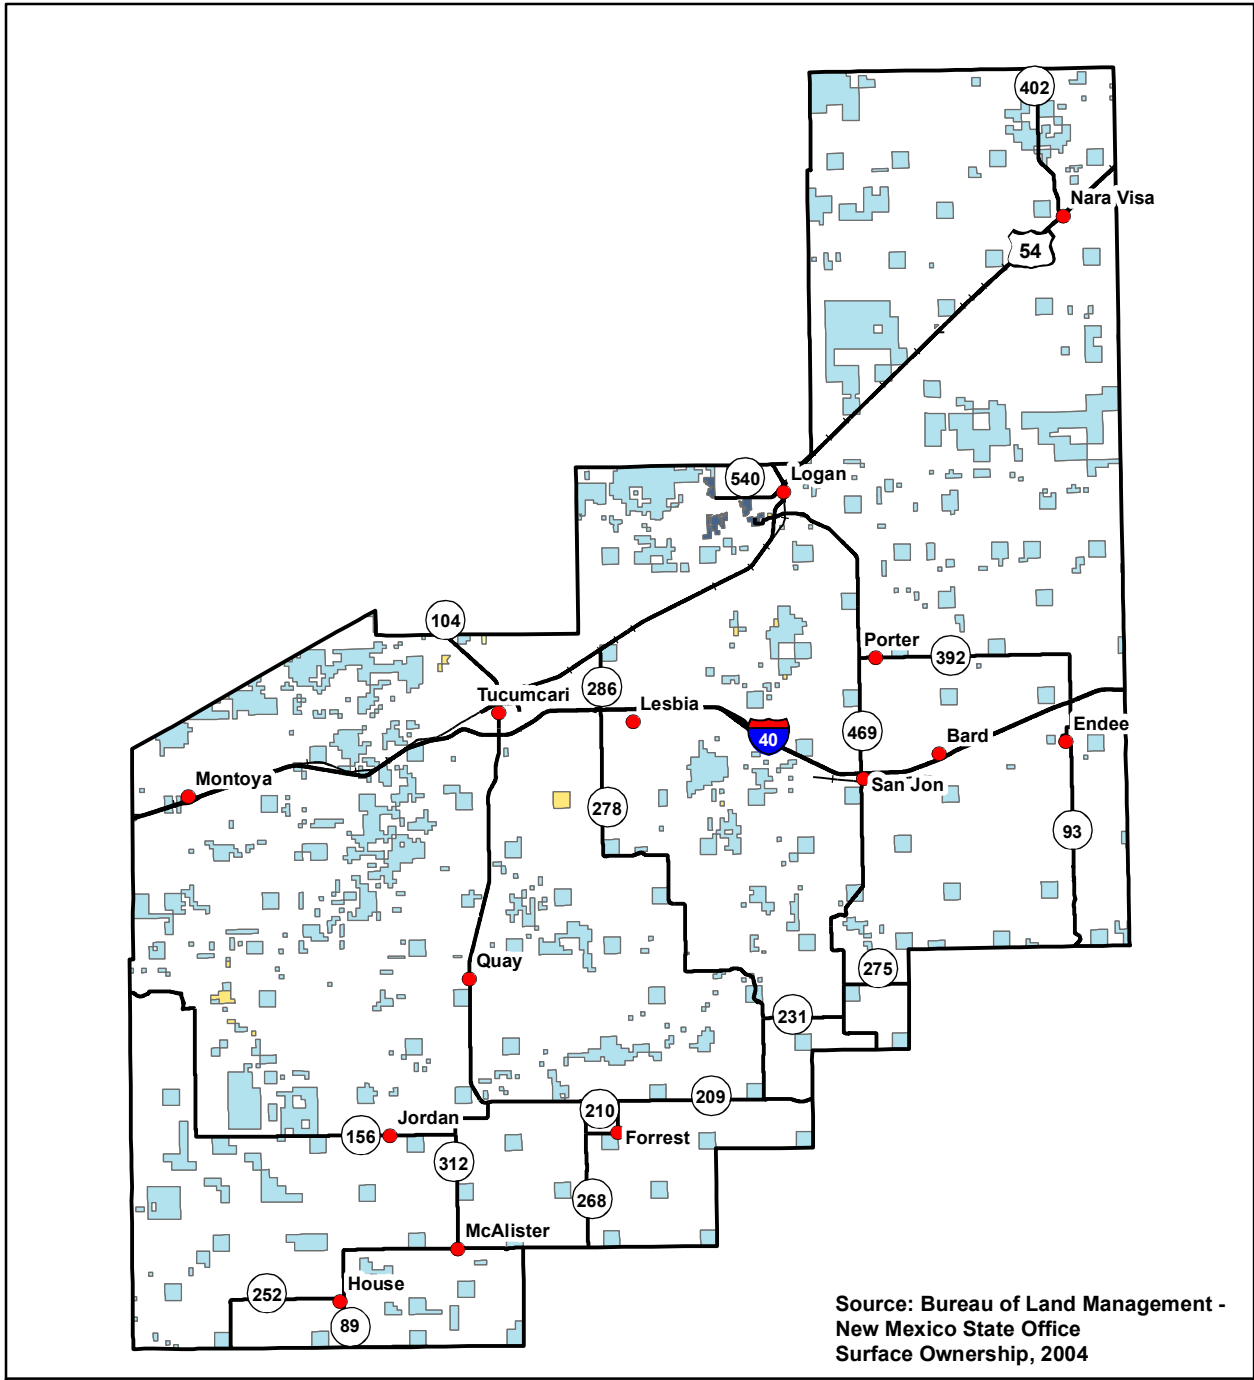 402
Nara Visa
54
Logan
540
104
Porter
392
Tucumcari
286
Lesbia
40
469
Bard
Endee
Montoya
San Jon
278
93
Quay
275
231
209
210
Jordan
156
Forrest
312
268
McAlister
House
252
89
Source: Bureau of Land Management -
New Mexico State Office
Surface Ownership, 2004